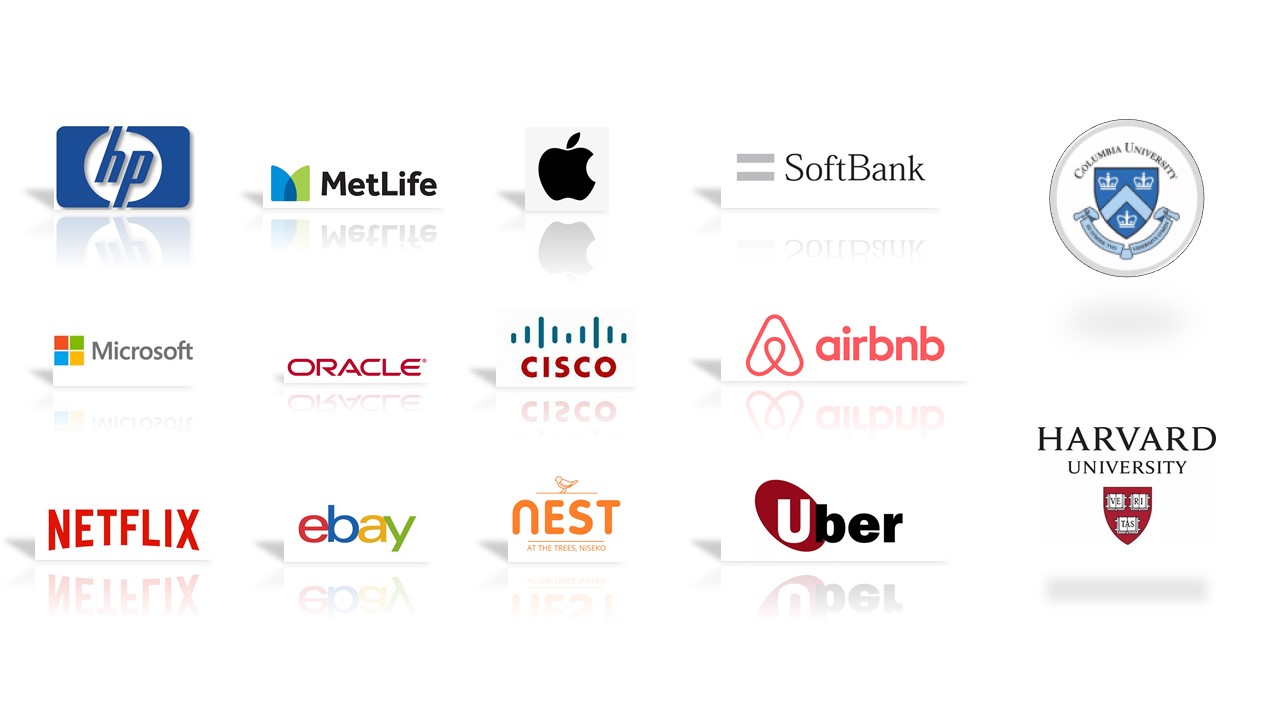 hp
MetLife
SoftBank
COLUMBIA UNIVERSITY
Microsoft
ORACLE®
CISCO
airbnb
HARVARD
UNIVERSITY
VE RI
TAS
NETFLIX
ebay
nEST
AT THE TREES, NISEKO
Uber